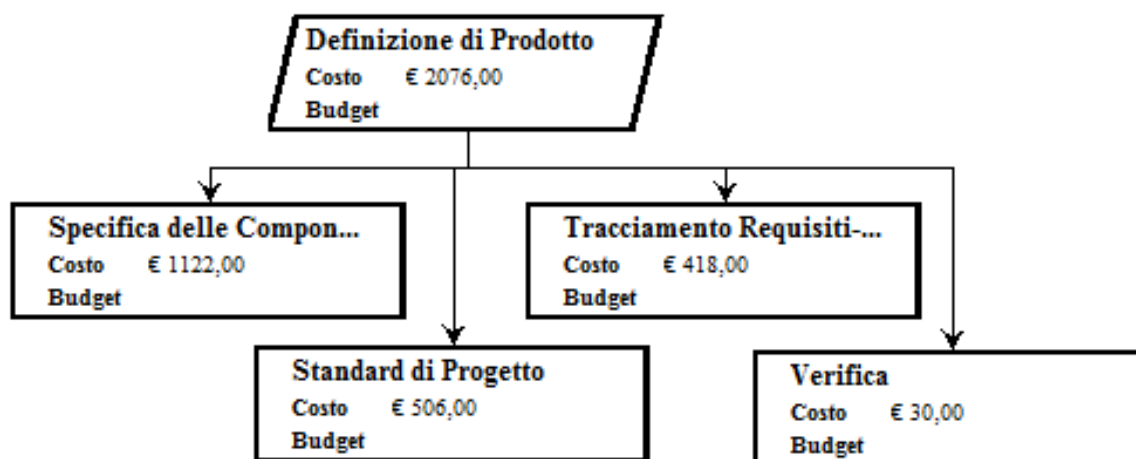 Definizione di Prodotto
Costo € 2076,00
Budget
Specifica delle Compon...
Costo € 1122,00
Budget
Tracciamento Requisiti-...
Costo € 418,00
Budget
Standard di Progetto
Costo € 506,00
Budget
Verifica
Costo € 30,00
Budget